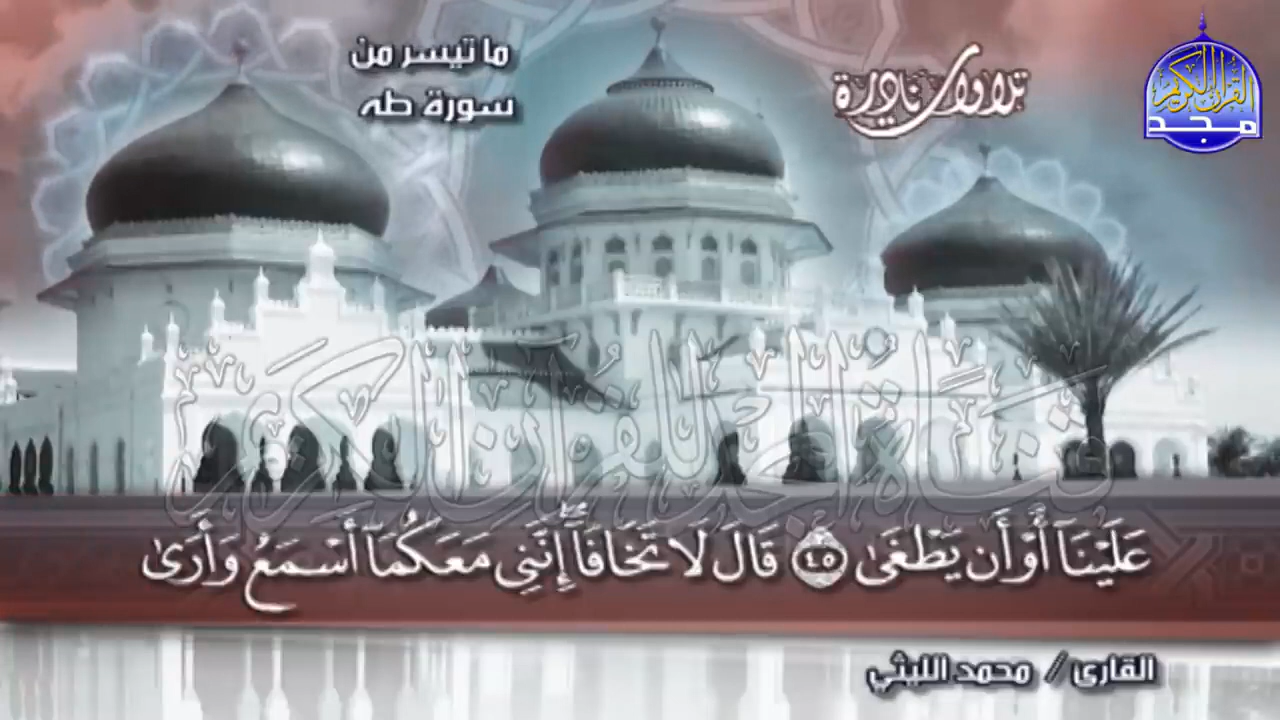 ما تيسر من
سورة طه
تلاوات نادرة
القرآن الكريم
مجد
قناة المجد للقرآن الكريم
عَلَيْنَآ أَوْ أَن يَطْغَىٰ ٤٥ قَالَ لَا تَخَافَآ ۖ إِنَّنِى مَعَكُمَآ أَسْمَعُ وَأَرَىٰ
القارئ / محمد الليثي